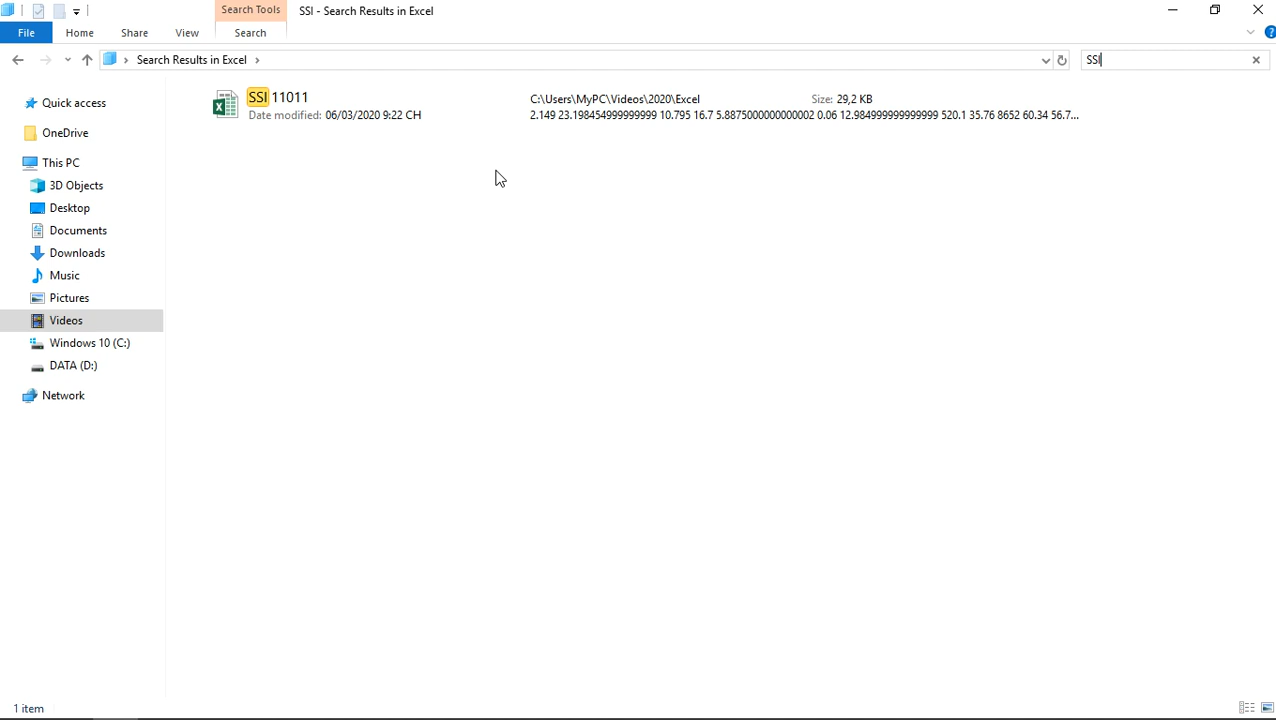 Search Tools
SSI - Search Results in Excel
File
Home
Share
View
Search
Search Results in Excel
SSI
Quick access
OneDrive
This PC
3D Objects
Desktop
Documents
Downloads
Music
Pictures
Videos
Windows 10 (C:)
DATA (D:)
Network
SSI 11011
Date modified: 06/03/2020 9:22 CH
C:\Users\MyPC\Videos\2020\Excel
Size: 29,2 KB
2.149 23.198454999999999 10.795 16.7 5.8875000000000002 0.06 12.984999999999999 520.1 35.76 8652 60.34 56.7...
1 item